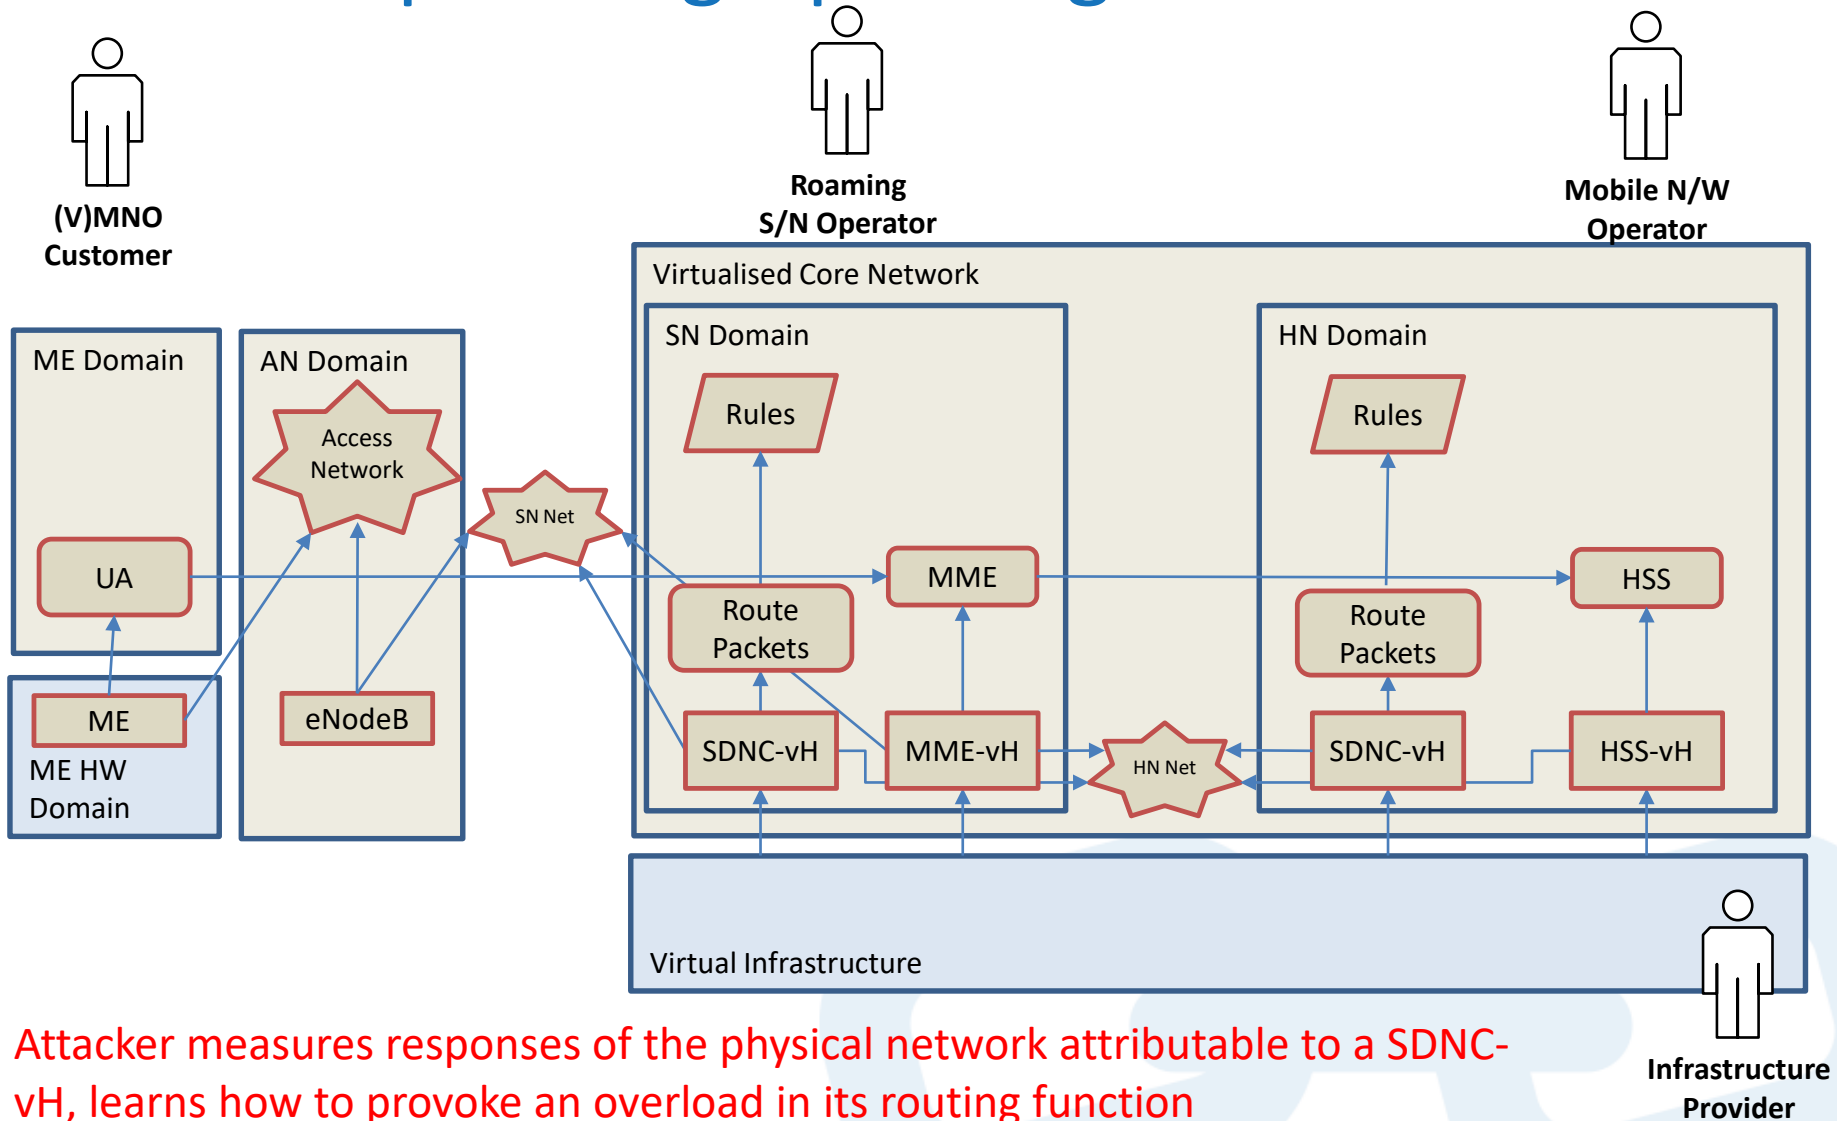 (V)MNO
Customer
Roaming
S/N Operator
Mobile N/W
Operator
Virtualised Core Network
ME Domain
AN Domain
SN Domain
HN Domain
Access
Network
Rules
Rules
SN Net
UA
MME
HSS
Route
Packets
Route
Packets
ME
eNodeB
SDNC-vH
MME-vH
HN Net
SDNC-vH
HSS-vH
ME HW
Domain
Virtual Infrastructure
Attacker measures responses of the physical network attributable to a SDNC-
vH, learns how to provoke an overload in its routing function
Infrastructure
Provider